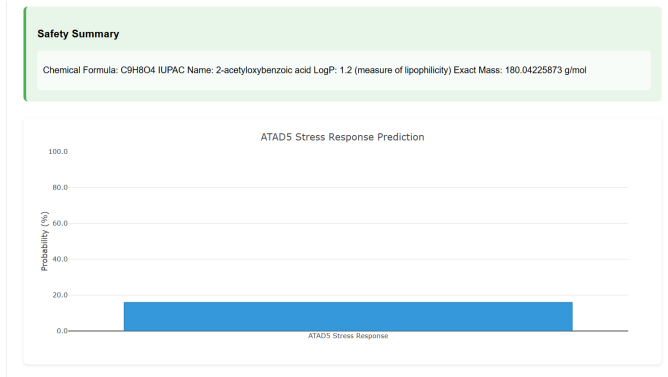 Safety Summary
Chemical Formula: C9H8O4 IUPAC Name: 2-acetyloxybenzoic acid LogP: 1.2 (measure of lipophilicity) Exact Mass: 180.04225873 g/mol
ATAD5 Stress Response Prediction
100.0
80.0
60.0
40.0
20.0
0.0
Probability (%)
ATAD5 Stress Response